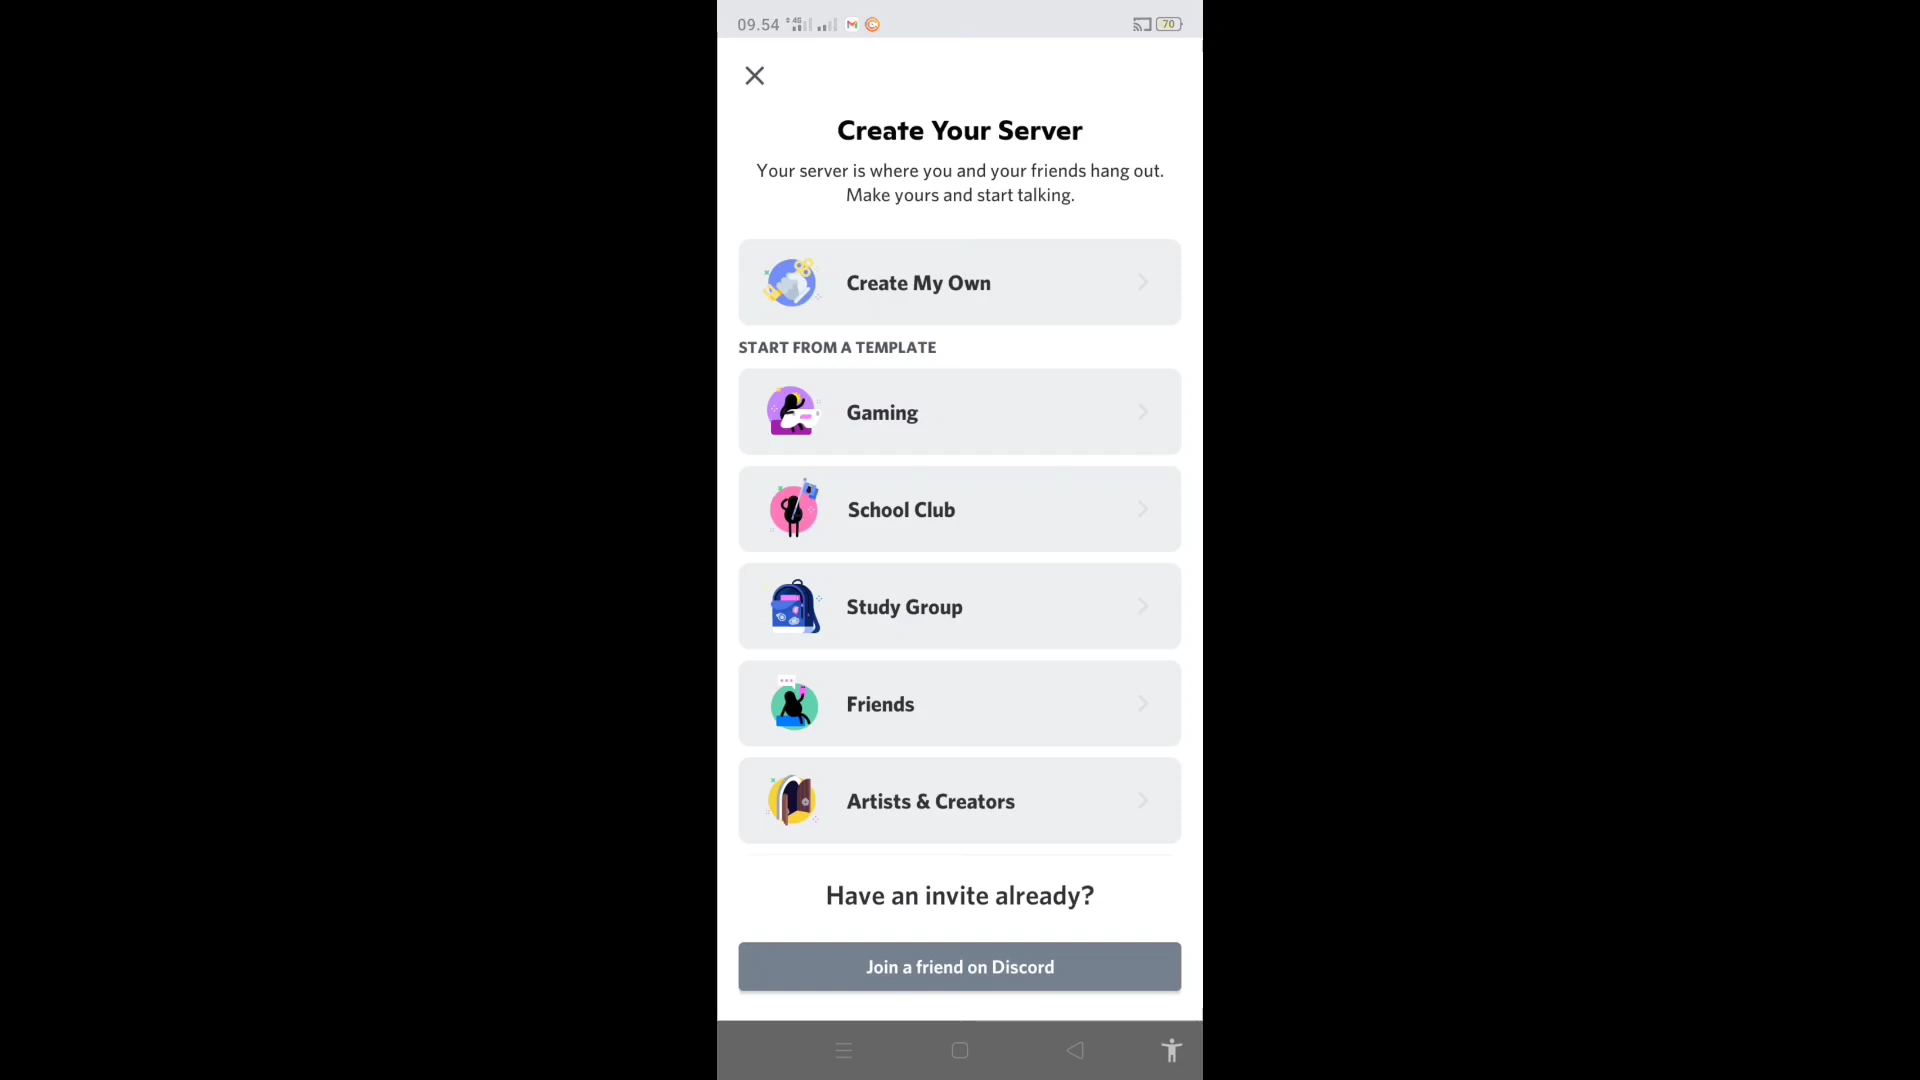 09.54 4G 70
Create Your Server
Your server is where you and your friends hang out.
Make yours and start talking.
Create My Own
START FROM A TEMPLATE
Gaming
School Club
Study Group
Friends
Artists & Creators
Have an invite already?
Join a friend on Discord